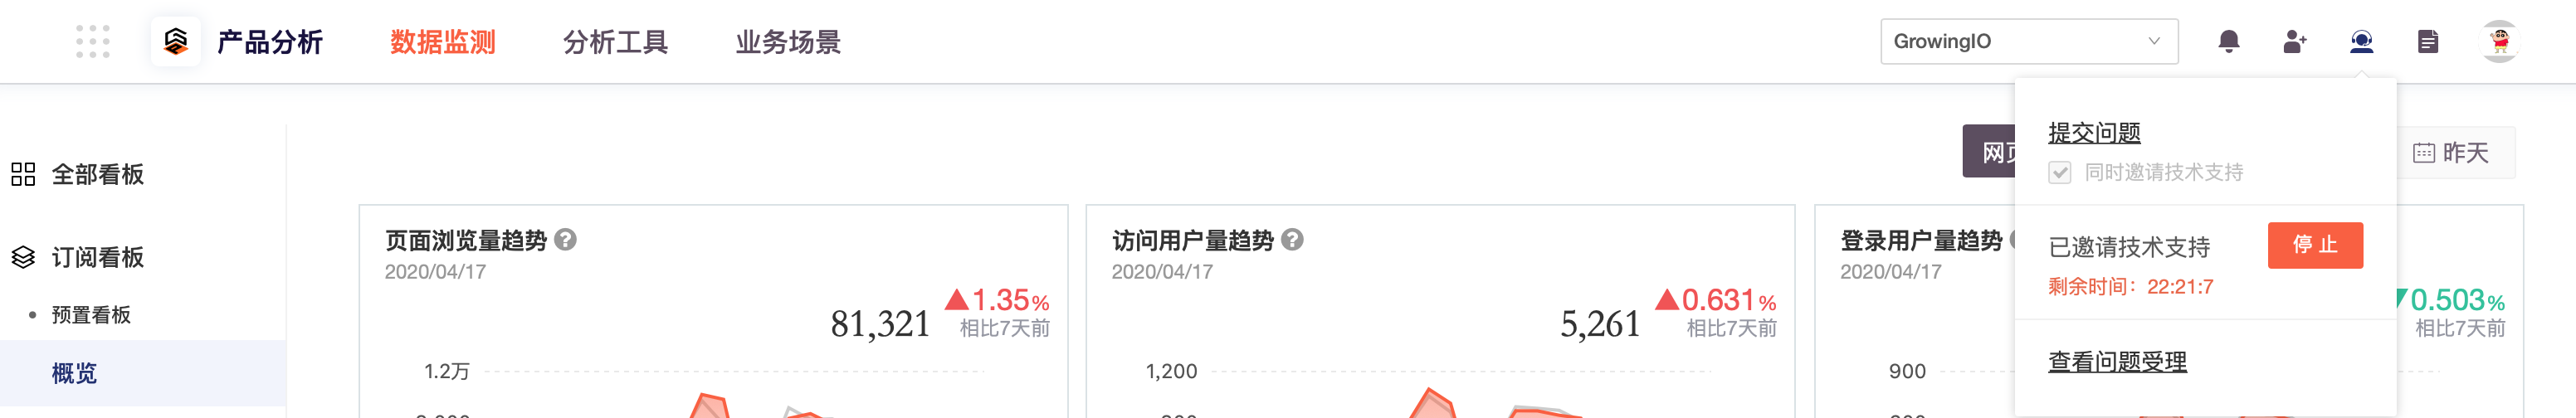 产品分析
数据监测
分析工具
业务场景
GrowingIO
提交问题
同时邀请技术支持
已邀请技术支持
停止
剩余时间：22:21:7
查看问题受理
全部看板
订阅看板
预置看板
概览
昨天
页面浏览量趋势
2020/04/17
81,321
1.35%
相比7天前
1.2万
访问用户量趋势
2020/04/17
5,261
0.631%
相比7天前
1,200
登录用户量趋势
2020/04/17
0.503%
相比7天前
900